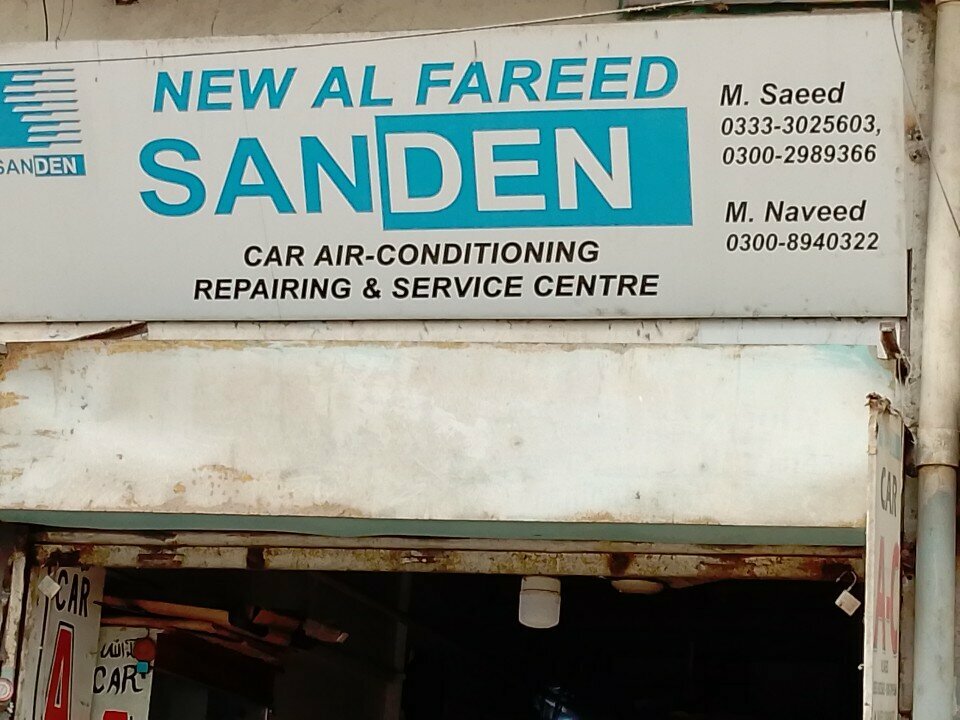 NEW AL FAREED
SANDEN
CAR AIR-CONDITIONING
REPAIRING & SERVICE CENTRE
M. Saeed
0333-3025603,
0300-2989366
M. Naveed
0300-8940322
SANDEN
CAR
A
CAR
CAR
A-C